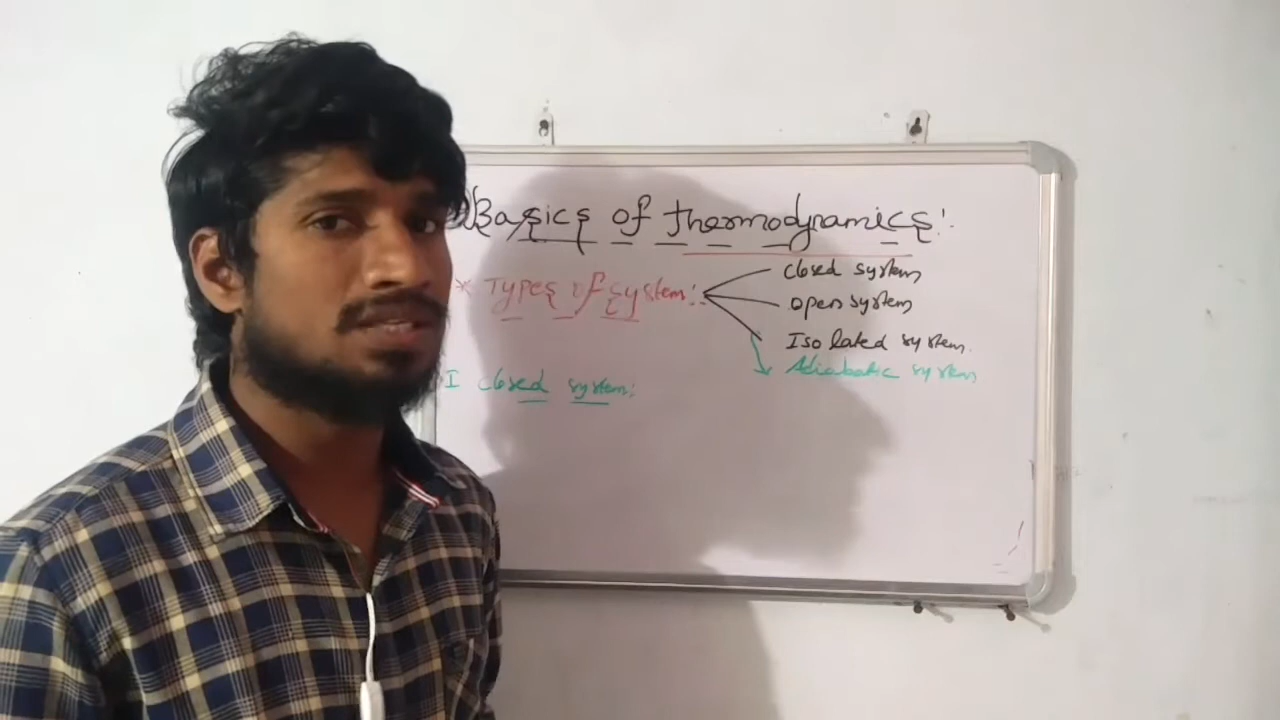 Basics of thermodynamics:
* Types of system:
closed system
open system
Isolated system.
Adiabatic system
I closed system: